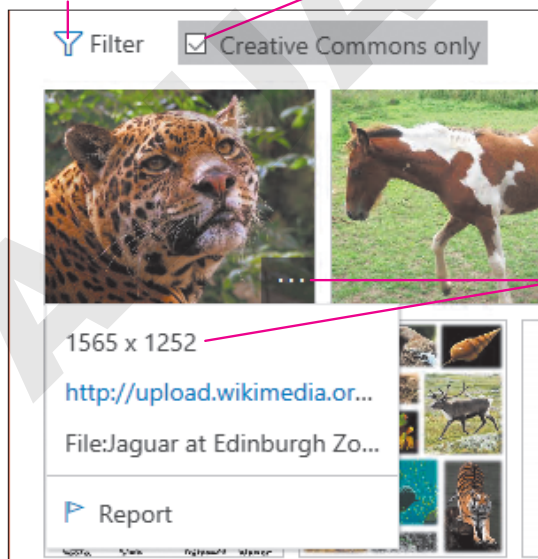 Filter
Creative Commons only
...
1565 x 1252
http://upload.wikimedia.or...
File:Jaguar at Edinburgh Zo...
Report